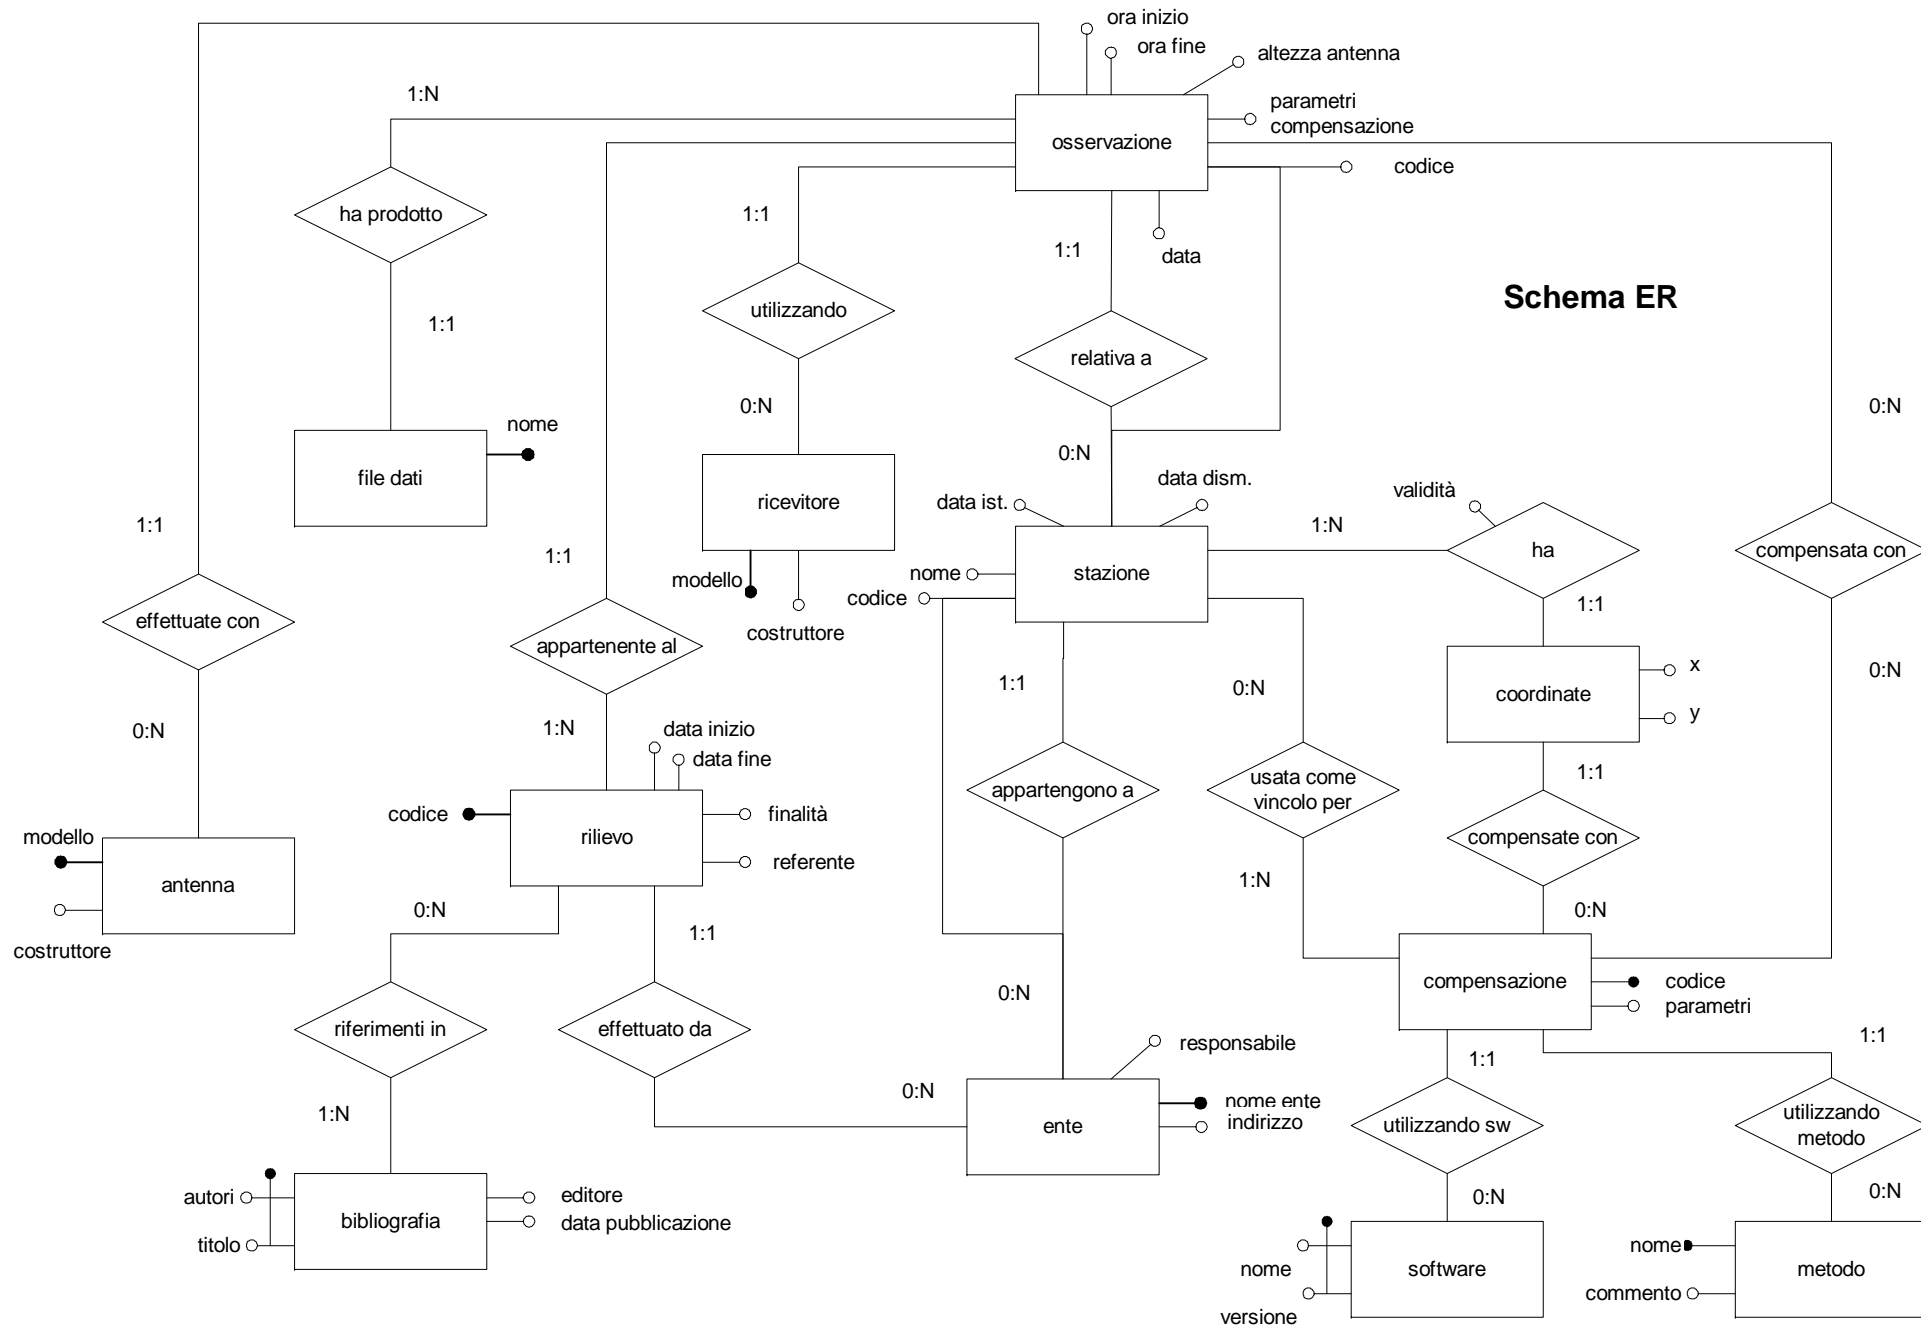 ora inizio
ora fine
altezza antenna
1:N
parametri
compensazione
osservazione
codice
ha prodotto
1:1
1:1
data
Schema ER
utilizzando
1:1
relativa a
0:N
0:N
nome
0:N
file dati
data dism.
validità
ricevitore
data ist.
1:1
1:N
ha
compensata con
1:1
stazione
nome
modello
codice
1:1
effettuate con
costruttore
appartenente al
x
1:1
0:N
0:N
coordinate
y
0:N
1:N
data inizio
data fine
1:1
usata come
vincolo per
appartengono a
codice
finalità
modello
rilievo
compensate con
referente
antenna
1:N
0:N
0:N
costruttore
1:1
compensazione
codice
0:N
parametri
riferimenti in
effettuato da
responsabile
1:1
1:1
0:N
nome ente
1:N
utilizzando
metodo
indirizzo
ente
utilizzando sw
autori
editore
0:N
0:N
bibliografia
data pubblicazione
titolo
nome
nome
software
metodo
commento
versione